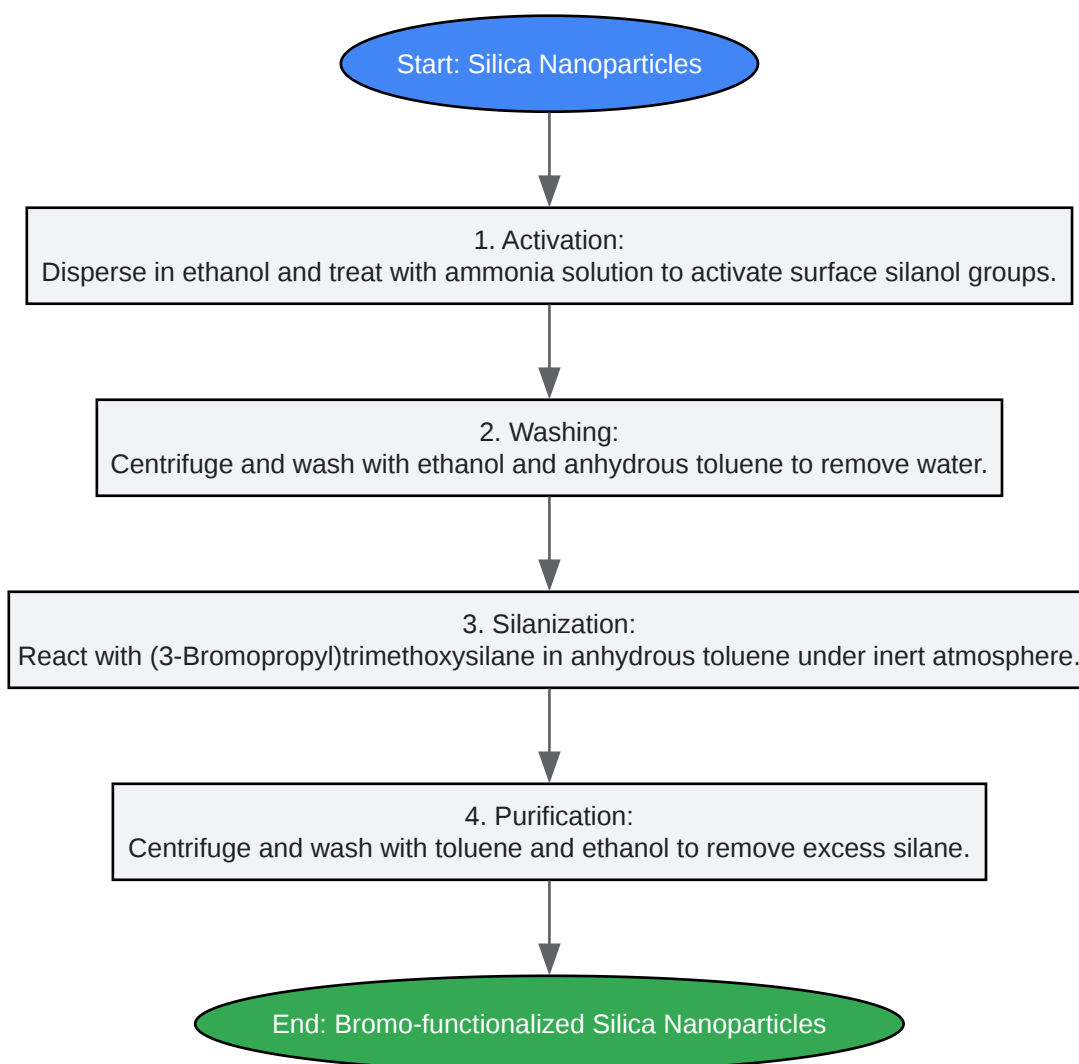 Start: Silica Nanoparticles
1. Activation:
Disperse in ethanol and treat with ammonia solution to activate surface silanol groups.
2. Washing:
Centrifuge and wash with ethanol and anhydrous toluene to remove water.
3. Silanization:
React with (3-Bromopropyl)trimethoxysilane in anhydrous toluene under inert atmosphere.
4. Purification:
Centrifuge and wash with toluene and ethanol to remove excess silane.
End: Bromo-functionalized Silica Nanoparticles